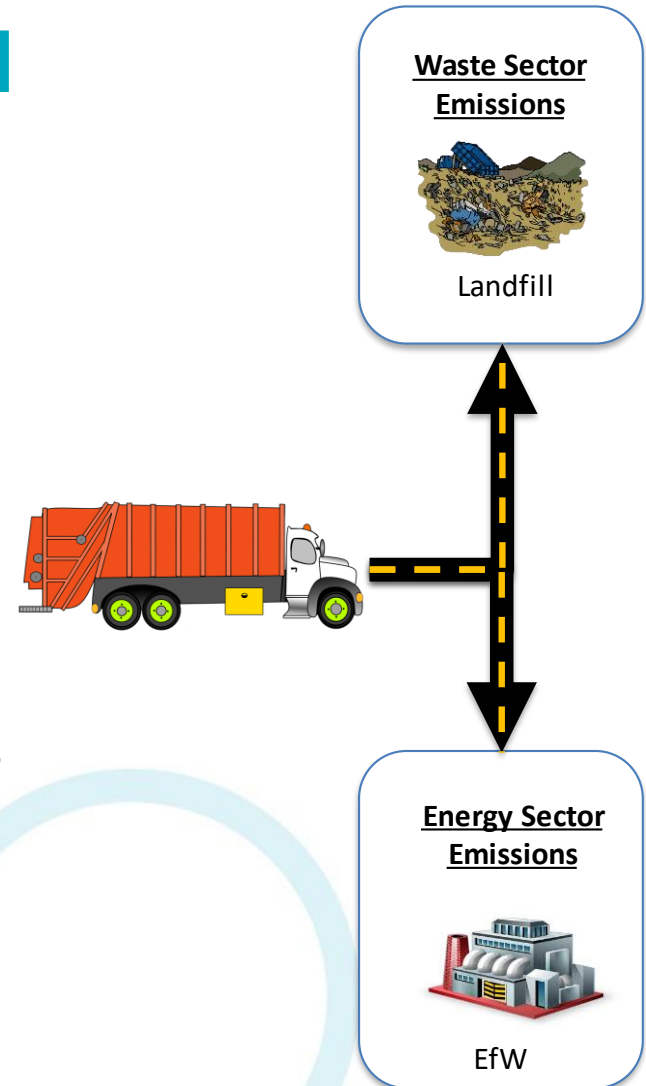 Waste Sector
Emissions
Landfill
Energy Sector
Emissions
EfW